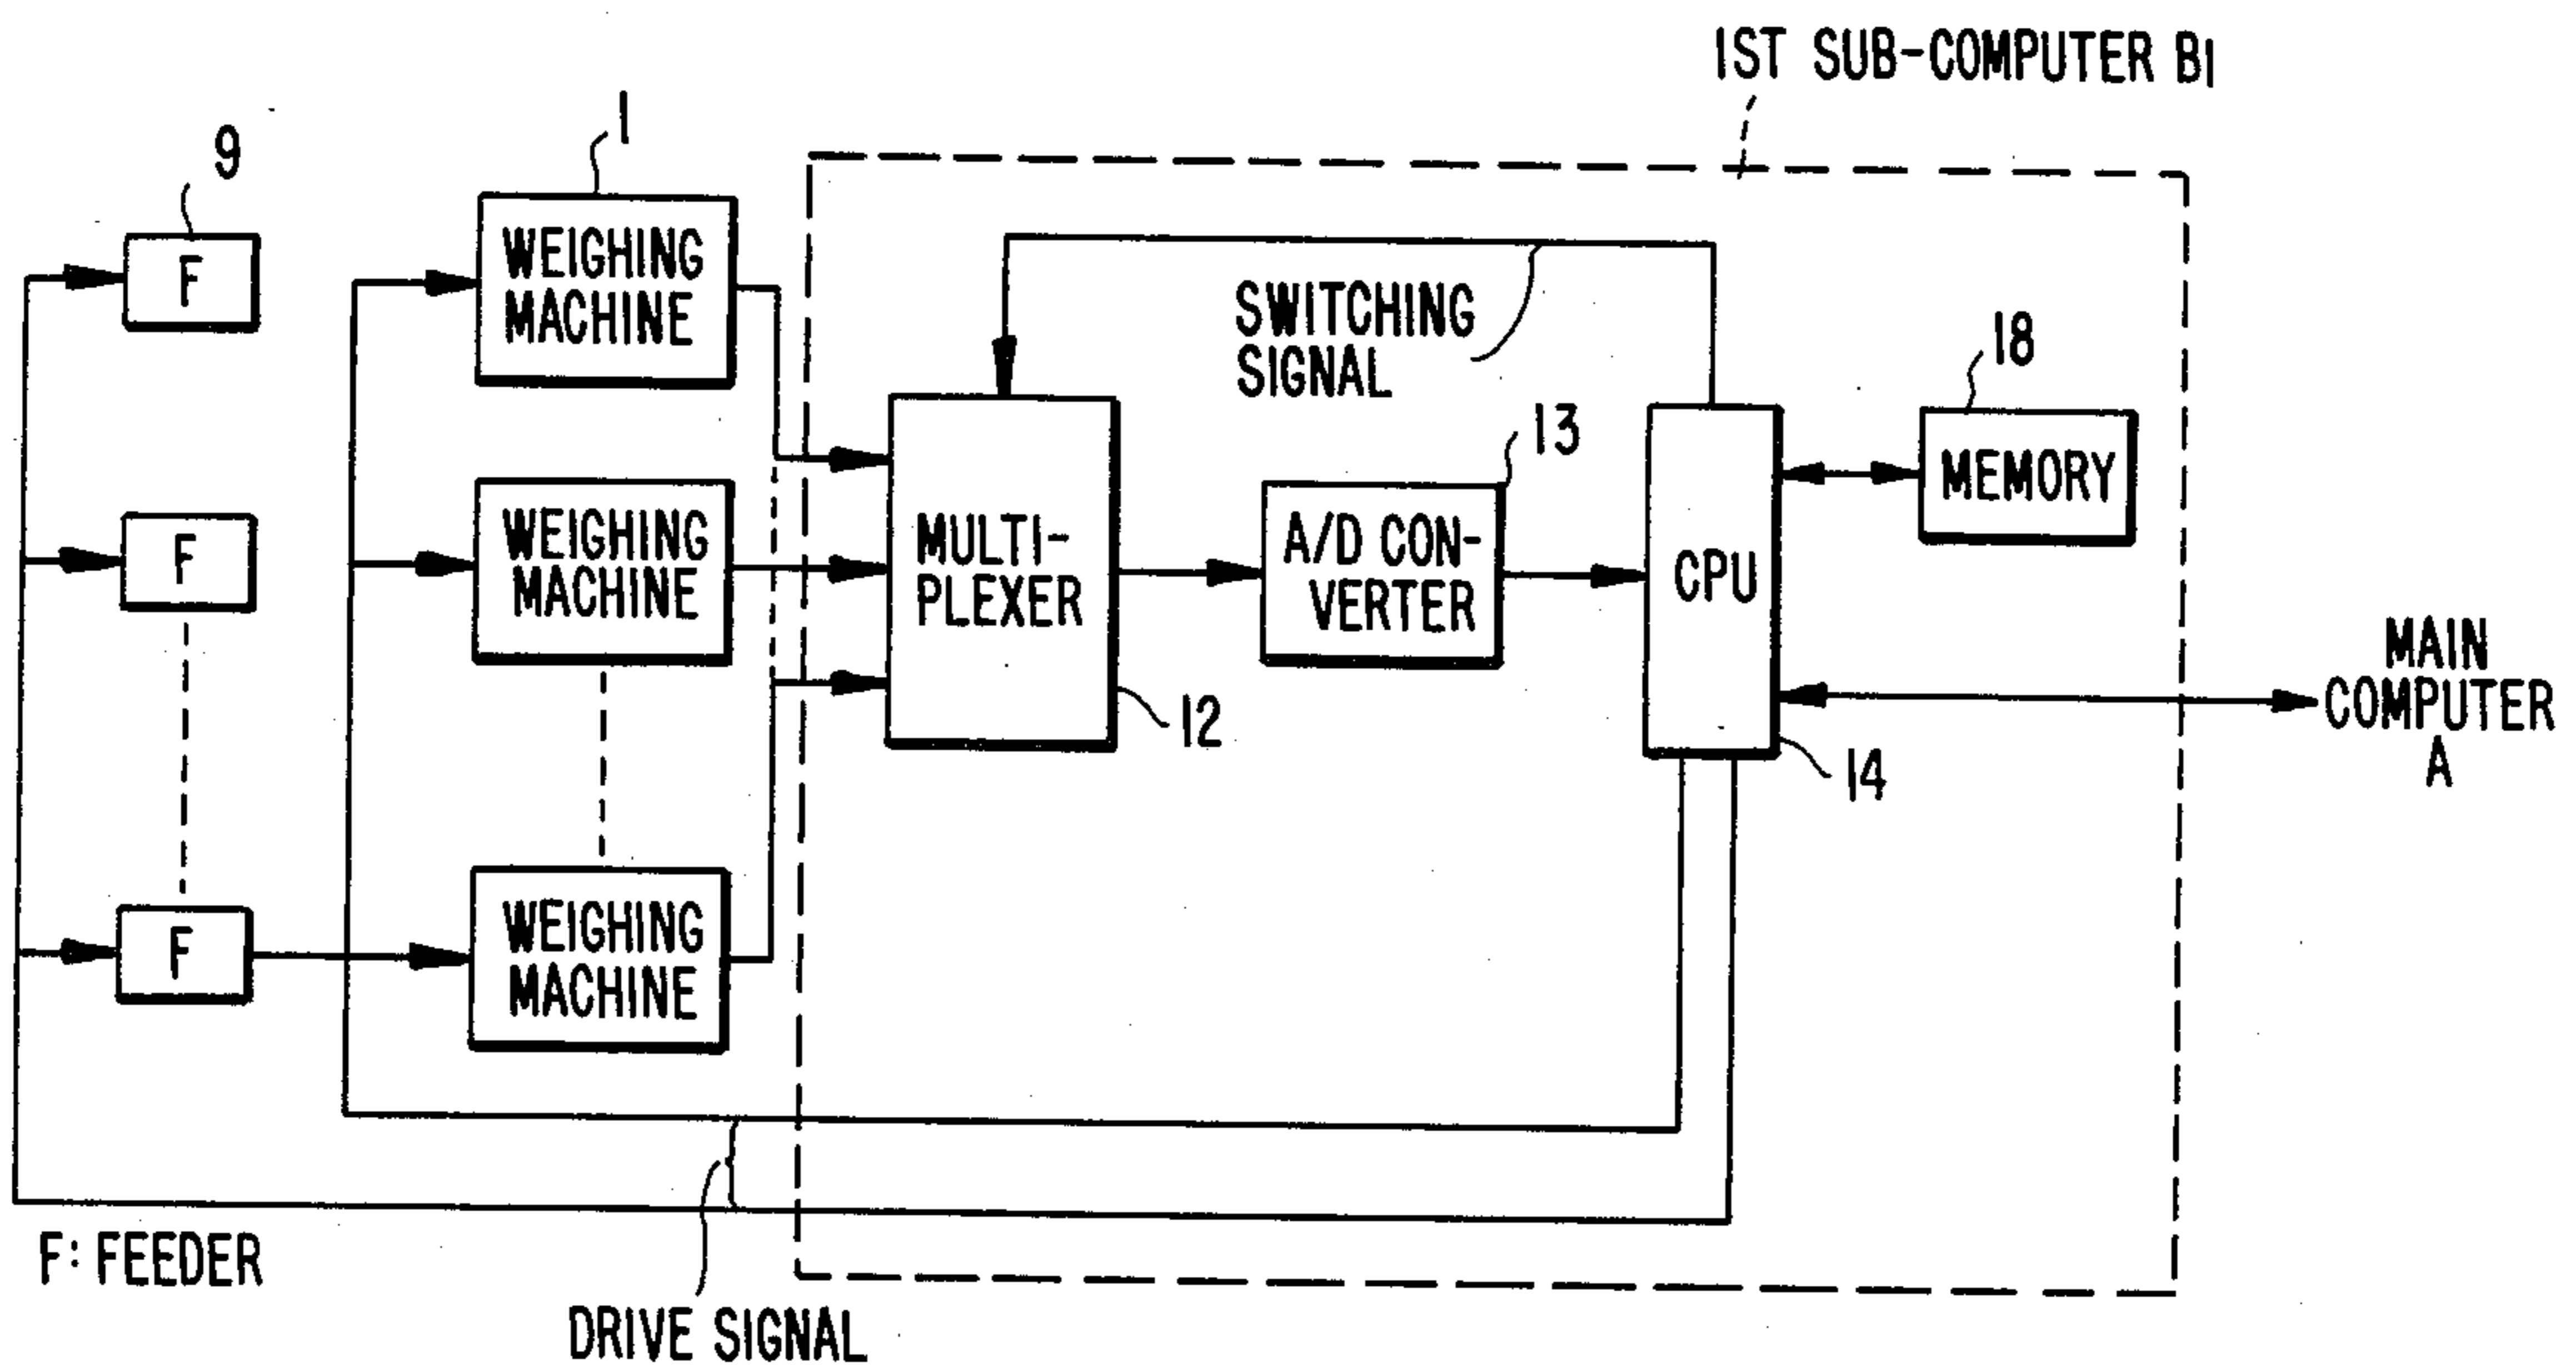 1ST SUB-COMPUTER B1
1
9
WEIGHING
MACHINE
F
SWITCHING
SIGNAL
18
MEMORY
13
WEIGHING
MACHINE
F
MULTI-
PLEXER
A/D CON-
VERTER
CPU
12
14
MAIN
COMPUTER
A
WEIGHING
MACHINE
F
F: FEEDER
DRIVE SIGNAL